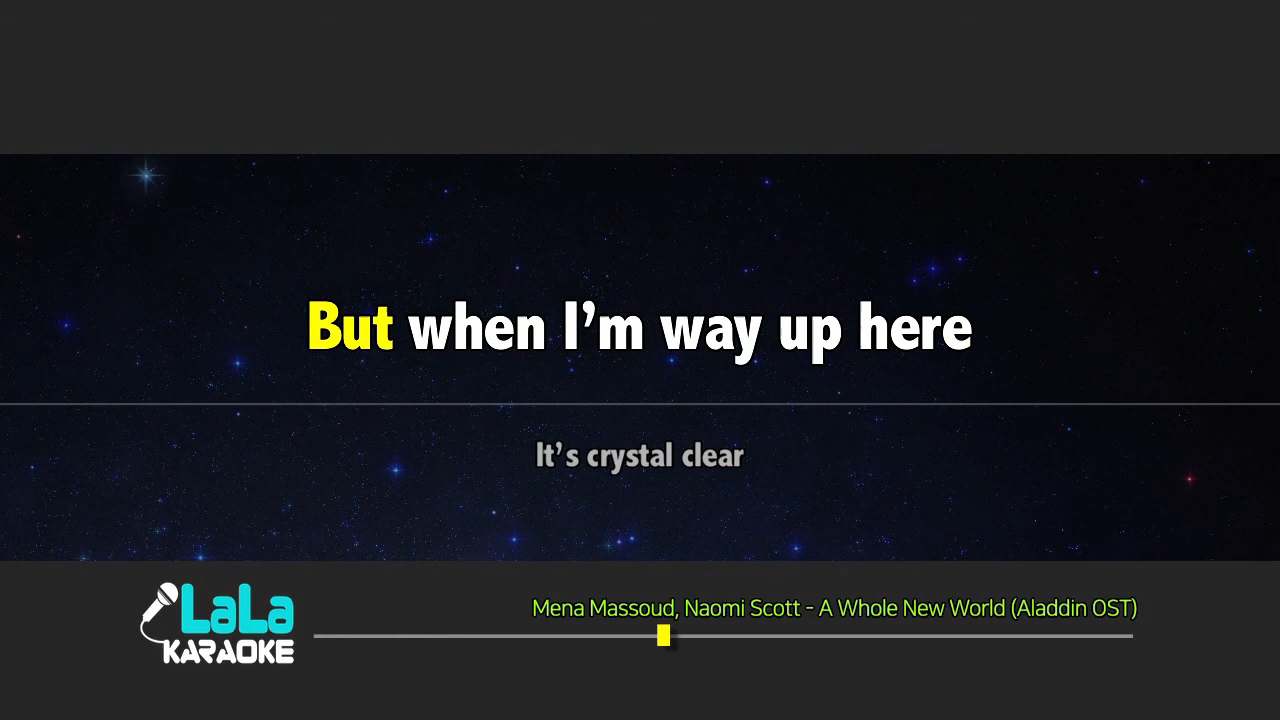 But when I’m way up here
It’s crystal clear
Mena Massoud, Naomi Scott - A Whole New World (Aladdin OST)
LaLa
KARAOKE